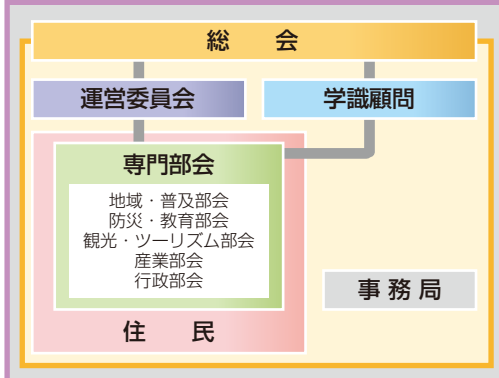 総　会
運営委員会
学識顧問
専門部会
地域・普及部会
防災・教育部会
観光・ツーリズム部会
産業部会
行政部会
事務局
住　民